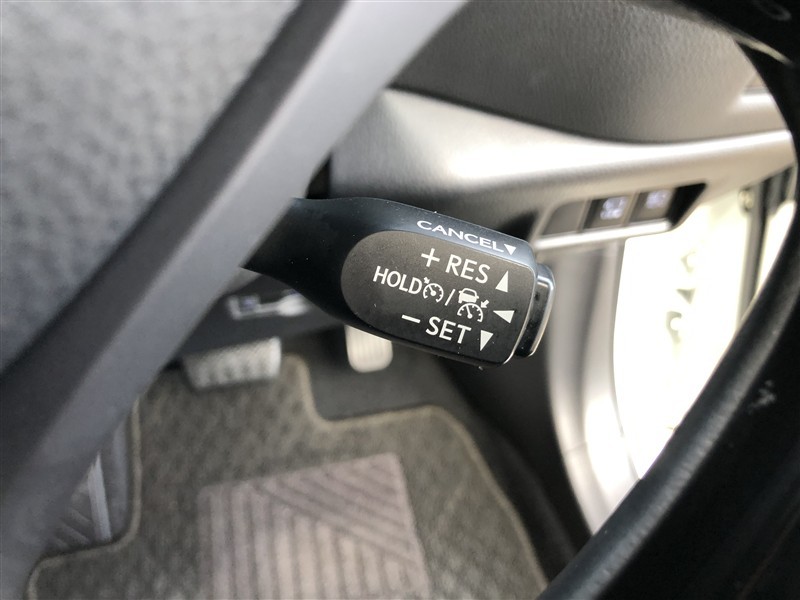 CANCEL▼
+ RES ▲
HOLD / ◀
− SET ▼